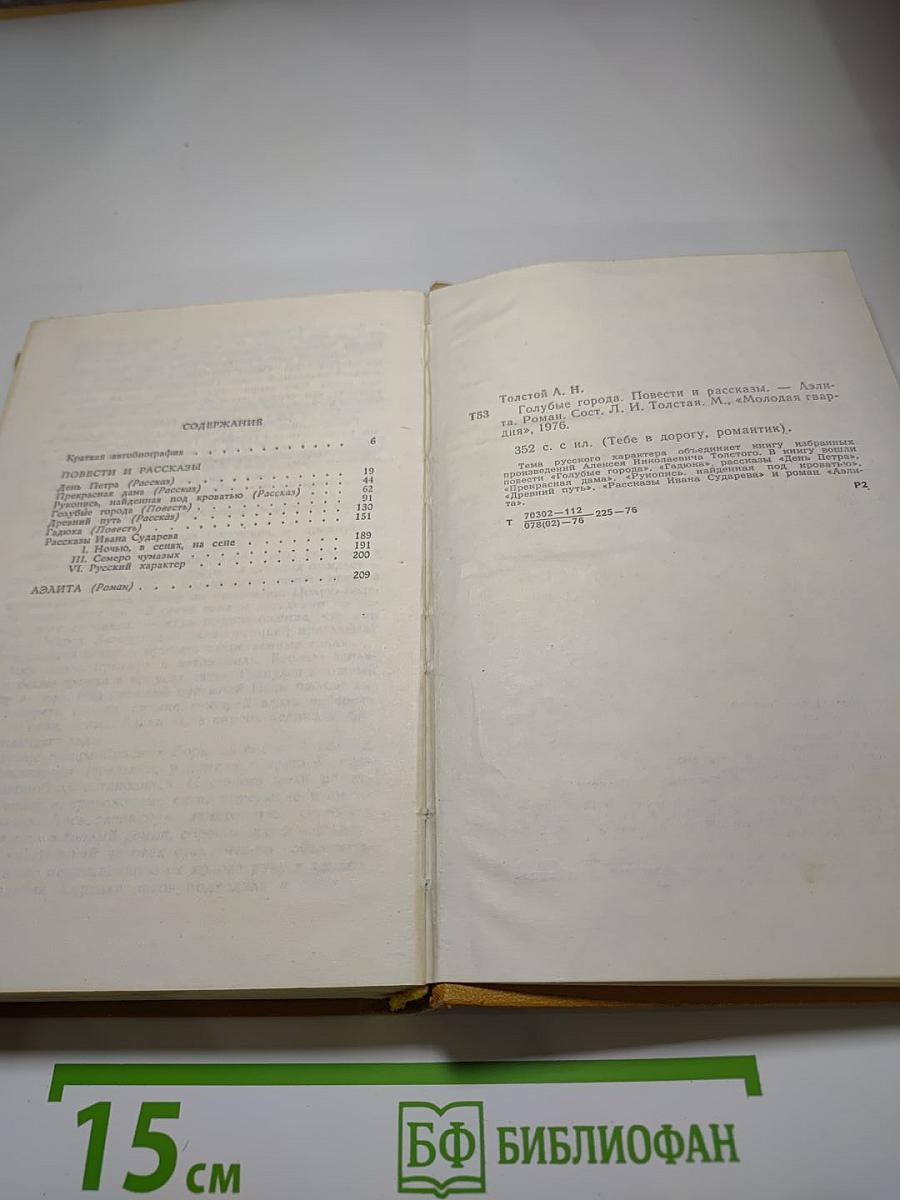 СОДЕРЖАНИЕ
Краткая автобиография . . . . . . . . . . . . 6
ПОВЕСТИ И РАССКАЗЫ
День Петра (Рассказ) . . . . . . . . . . . 19
Прекрасная дама (Рассказ) . . . . . . . . . 44
Рукопись, найденная под кроватью (Рассказ) . . . 62
Голубые города (Повесть) . . . . . . . . . . 91
Древний путь (Рассказ) . . . . . . . . . . . 130
Гадюка (Повесть) . . . . . . . . . . . . . 151
Рассказы Ивана Сударева
I. Ночью, в сенях, на сене . . . . . . . . . 189
III. Семеро чумазых . . . . . . . . . . . . 191
VI. Русский характер . . . . . . . . . . . 200
АЭЛИТА (Роман) . . . . . . . . . . . . . . 209
Толстой А. Н.
Т53 Голубые города. Повести и рассказы. — Аэли-
та. Роман. Сост. Л. И. Толстая. М., «Молодая гвар-
дия», 1976.
352 с. с ил. (Тебе в дорогу, романтик).
Тема русского характера объединяет книгу избранных
произведений Алексея Николаевича Толстого. В книгу вошли
повести «Голубые города», «Гадюка», рассказы «День Петра»,
«Прекрасная дама», «Рукопись, найденная под кроватью»,
«Древний путь», «Рассказы Ивана Сударева» и роман «Аэли-
та».
Р2
Т 70302—112
078(02)—76 225—76
15 см
БФ БИБЛИОФАН